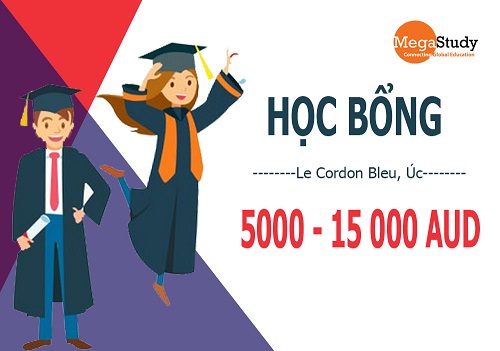 MegaStudy
Connecting Global Education
HỌC BỔNG
--------Le Cordon Bleu, Úc--------
5000 - 15 000 AUD